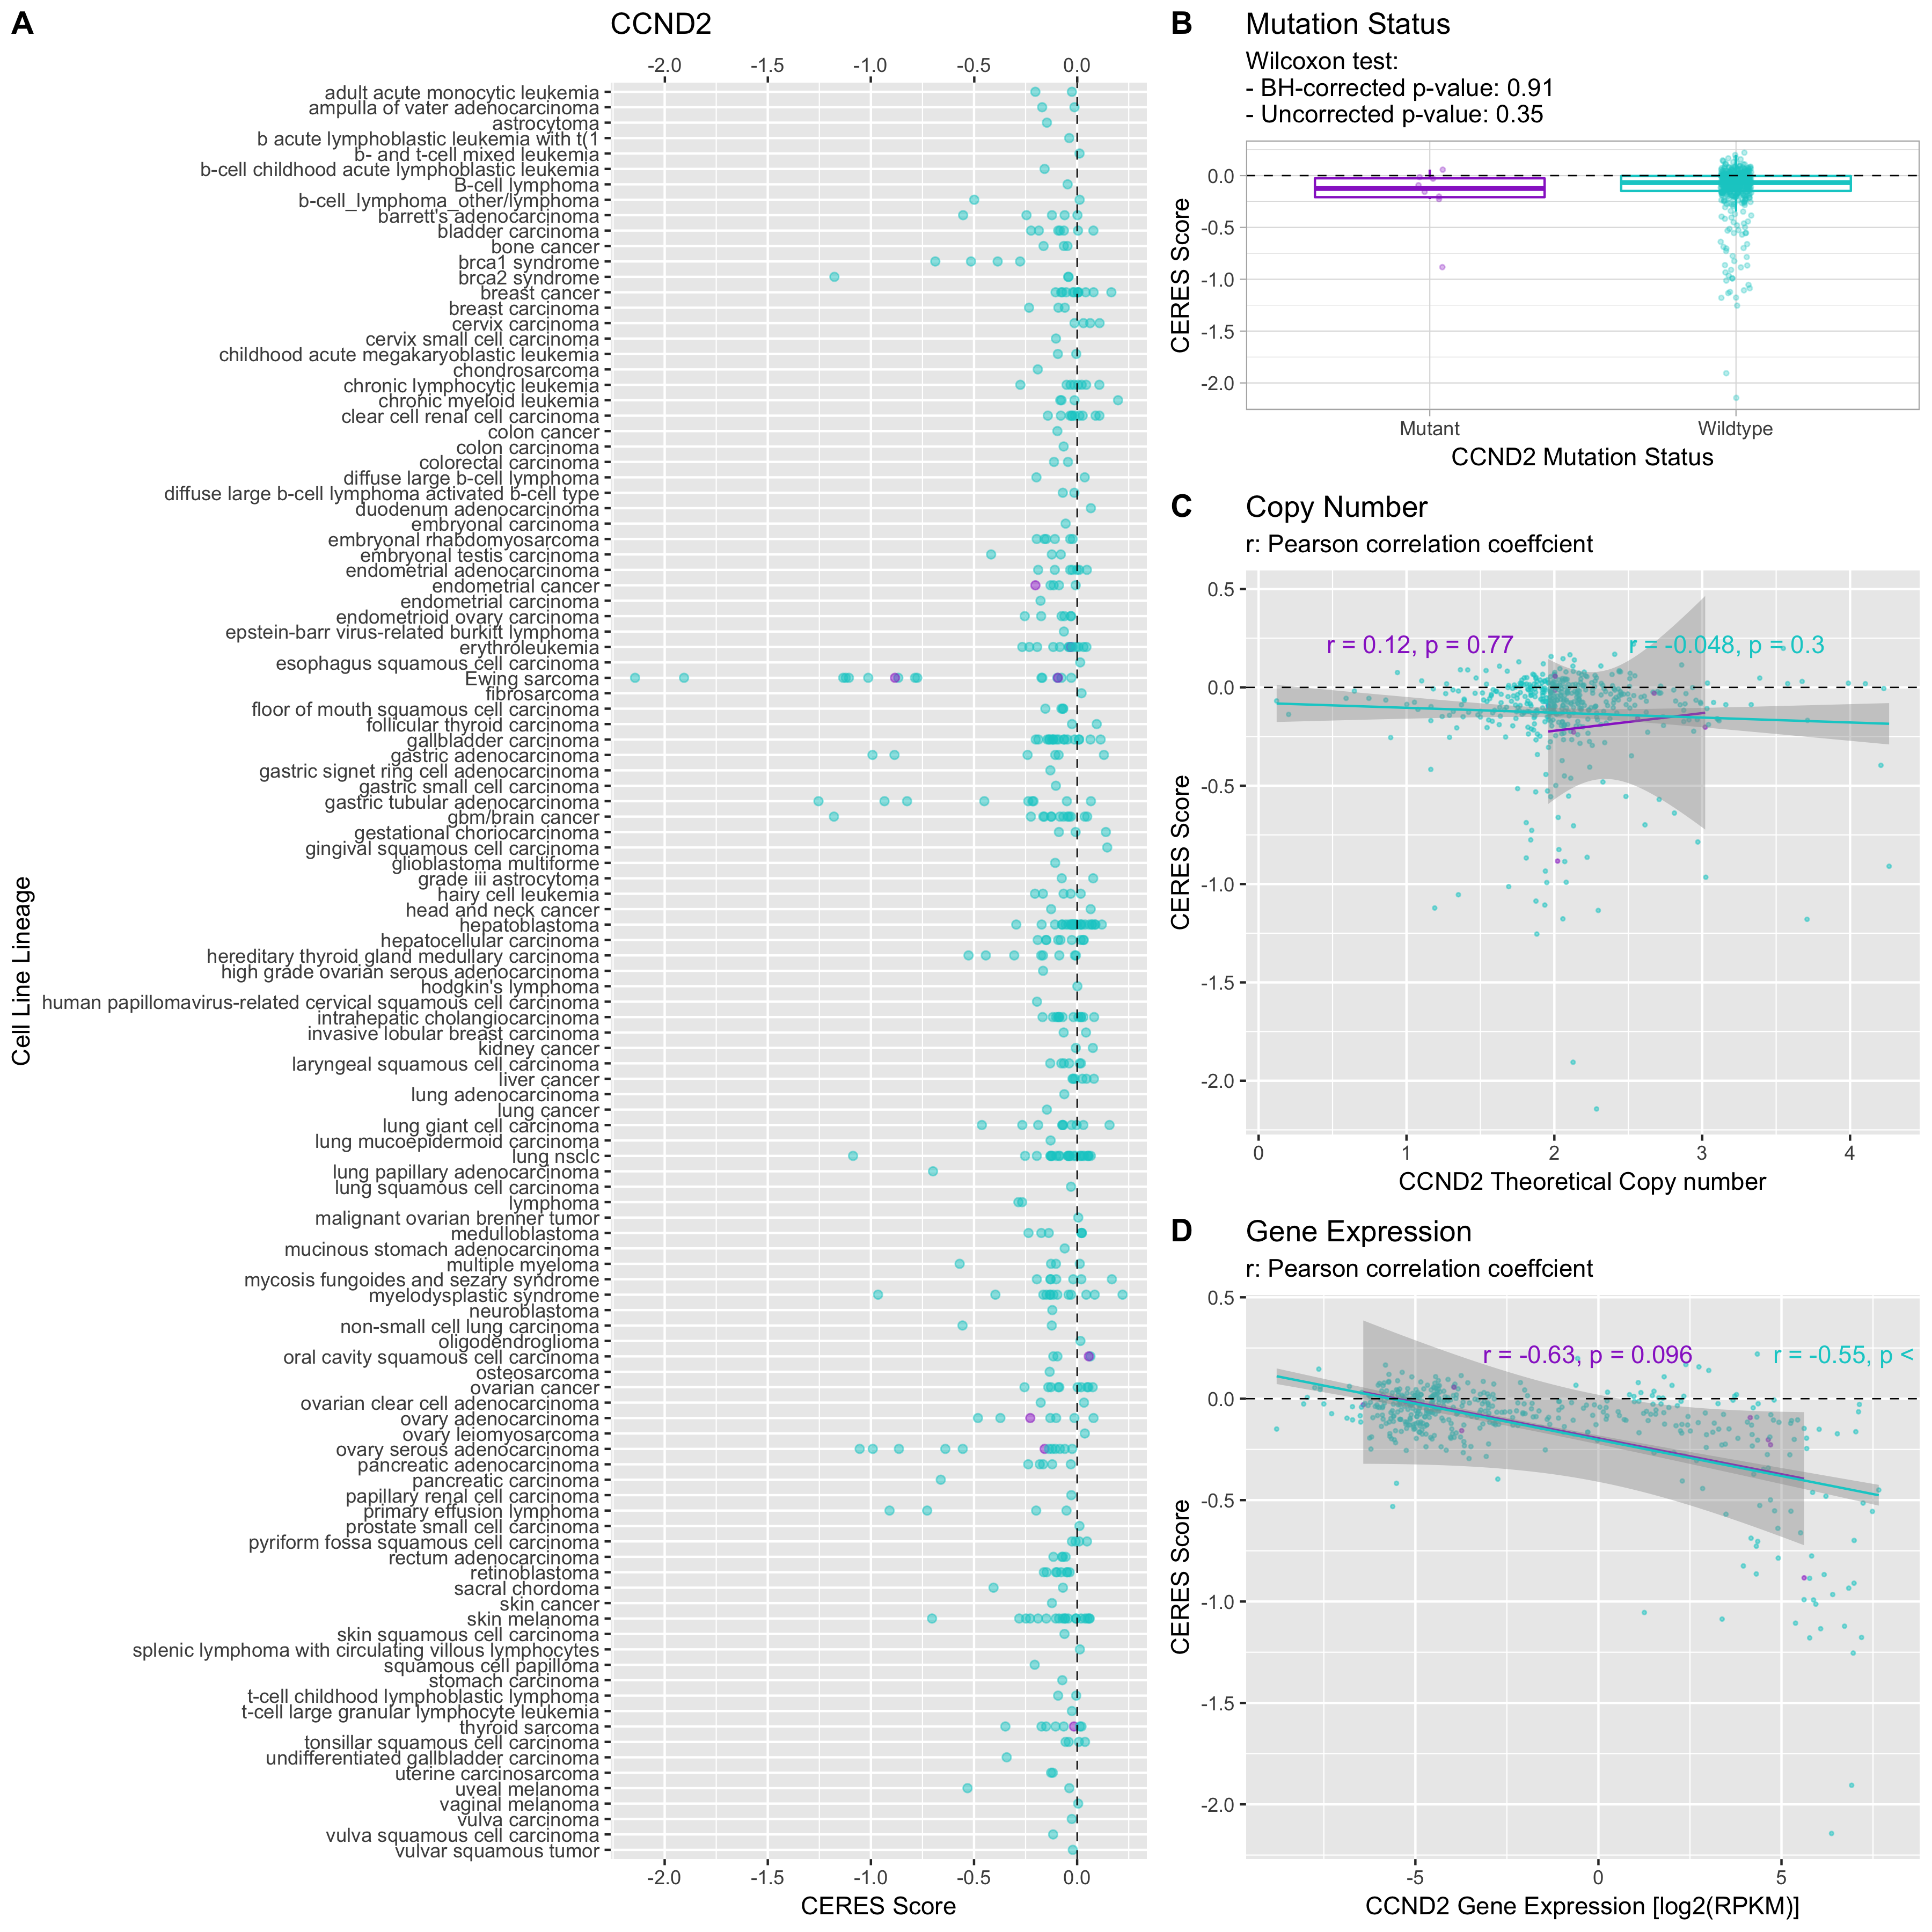 A
CCND2
-2.0 -1.5 -1.0 -0.5 0.0
adult acute monocytic leukemia
ampulla of vater adenocarcinoma
astrocytoma
b acute lymphoblastic leukemia with t(1
b- and t-cell mixed leukemia
b-cell childhood acute lymphoblastic leukemia
B-cell lymphoma
b-cell_lymphoma_other/lymphoma
barrett's adenocarcinoma
bladder carcinoma
bone cancer
brca1 syndrome
brca2 syndrome
breast cancer
breast carcinoma
cervix carcinoma
cervix small cell carcinoma
childhood acute megakaryoblastic leukemia
chondrosarcoma
chronic lymphocytic leukemia
chronic myeloid leukemia
clear cell renal cell carcinoma
colon cancer
colon carcinoma
colorectal carcinoma
diffuse large b-cell lymphoma
diffuse large b-cell lymphoma activated b-cell type
duodenum adenocarcinoma
embryonal carcinoma
embryonal rhabdomyosarcoma
embryonal testis carcinoma
endometrial adenocarcinoma
endometrial cancer
endometrial carcinoma
endometrioid ovary carcinoma
epstein-barr virus-related burkitt lymphoma
erythroleukemia
esophagus squamous cell carcinoma
Ewing sarcoma
fibrosarcoma
floor of mouth squamous cell carcinoma
follicular thyroid carcinoma
gallbladder carcinoma
gastric adenocarcinoma
gastric signet ring cell adenocarcinoma
gastric small cell carcinoma
gastric tubular adenocarcinoma
gbm/brain cancer
gestational choriocarcinoma
gingival squamous cell carcinoma
glioblastoma multiforme
grade iii astrocytoma
hairy cell leukemia
head and neck cancer
hepatoblastoma
hepatocellular carcinoma
hereditary thyroid gland medullary carcinoma
high grade ovarian serous adenocarcinoma
hodgkin's lymphoma
human papillomavirus-related cervical squamous cell carcinoma
intrahepatic cholangiocarcinoma
invasive lobular breast carcinoma
kidney cancer
laryngeal squamous cell carcinoma
liver cancer
lung adenocarcinoma
lung cancer
lung giant cell carcinoma
lung mucoepidermoid carcinoma
lung nsclc
lung papillary adenocarcinoma
lung squamous cell carcinoma
lymphoma
malignant ovarian brenner tumor
medulloblastoma
mucinous stomach adenocarcinoma
multiple myeloma
mycosis fungoides and sezary syndrome
myelodysplastic syndrome
neuroblastoma
non-small cell lung carcinoma
oligodendroglioma
oral cavity squamous cell carcinoma
osteosarcoma
ovarian cancer
ovarian clear cell adenocarcinoma
ovary adenocarcinoma
ovary leiomyosarcoma
ovary serous adenocarcinoma
pancreatic adenocarcinoma
pancreatic carcinoma
papillary renal cell carcinoma
primary effusion lymphoma
prostate small cell carcinoma
pyriform fossa squamous cell carcinoma
rectum adenocarcinoma
retinoblastoma
sacral chordoma
skin cancer
skin melanoma
skin squamous cell carcinoma
splenic lymphoma with circulating villous lymphocytes
squamous cell papilloma
stomach carcinoma
t-cell childhood lymphoblastic lymphoma
t-cell large granular lymphocyte leukemia
thyroid sarcoma
tonsillar squamous cell carcinoma
undifferentiated gallbladder carcinoma
uterine carcinosarcoma
uveal melanoma
vaginal melanoma
vulva carcinoma
vulva squamous cell carcinoma
vulvar squamous tumor
-2.0 -1.5 -1.0 -0.5 0.0
CERES Score
Cell Line Lineage
B
Mutation Status
Wilcoxon test:
- BH-corrected p-value: 0.91
- Uncorrected p-value: 0.35
0.0
-0.5
-1.0
-1.5
-2.0
CERES Score
Mutant Wildtype
CCND2 Mutation Status
C
Copy Number
r: Pearson correlation coeffcient
r = 0.12, p = 0.77
r = -0.048, p = 0.3
0.5
0.0
-0.5
-1.0
-1.5
-2.0
CERES Score
0 1 2 3 4
CCND2 Theoretical Copy number
D
Gene Expression
r: Pearson correlation coeffcient
r = -0.63, p = 0.096
r = -0.55, p <
0.5
0.0
-0.5
-1.0
-1.5
-2.0
CERES Score
-5 0 5
CCND2 Gene Expression [log2(RPKM)]